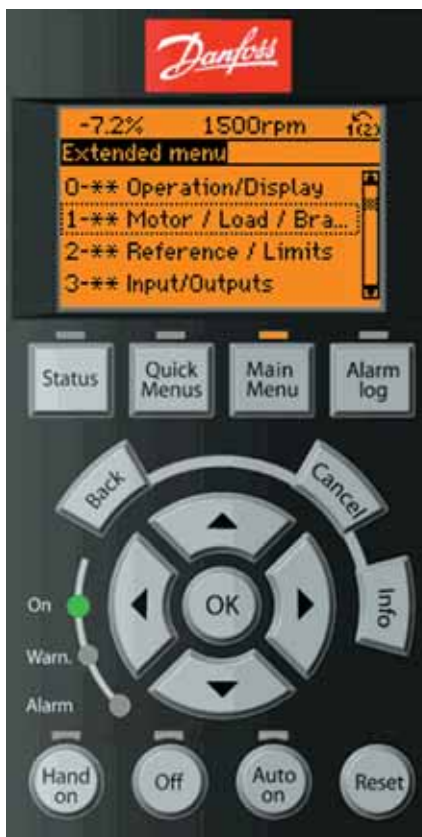 Danfoss
-7.2% 1500rpm 1(2)
Extended menu
0-** Operation/Display
1-** Motor / Load / Bra...
2-** Reference / Limits
3-** Input/Outputs
Status Quick Menus Main Menu Alarm log
Back Cancel
Info
OK
On
Warn.
Alarm
Hand on Off Auto on Reset